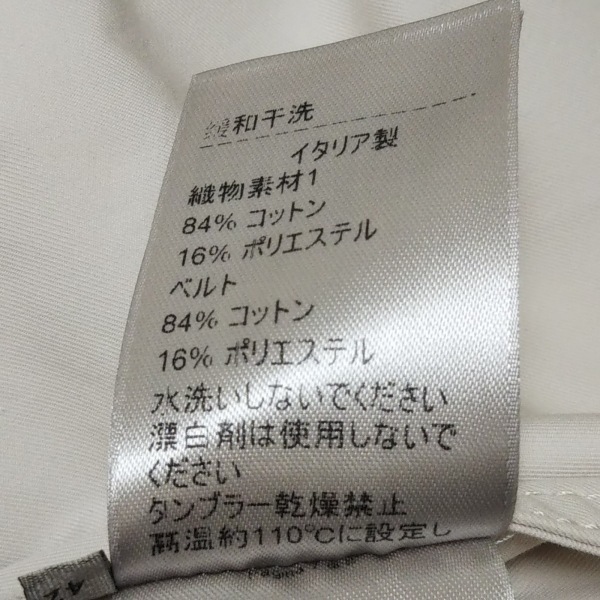 缓和干洗
イタリア製
織物素材1
84% コットン
16% ポリエステル
ベルト
84% コットン
16% ポリエステル
水洗いしないでください
漂白剤は使用しないで
ください
タンブラー乾燥禁止
高温約110℃に設定し
42